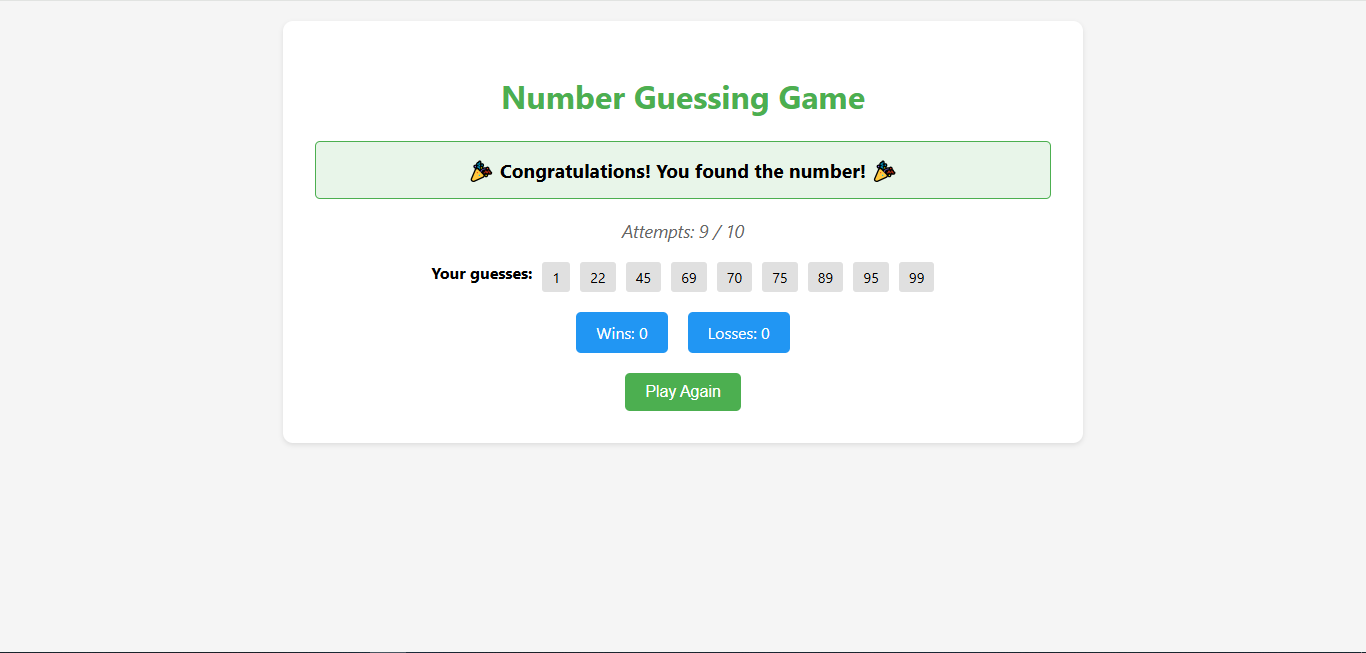 Number Guessing Game
🎉 Congratulations! You found the number! 🎉
Attempts: 9 / 10
Your guesses: 1 22 45 69 70 75 89 95 99
Wins: 0 Losses: 0
Play Again